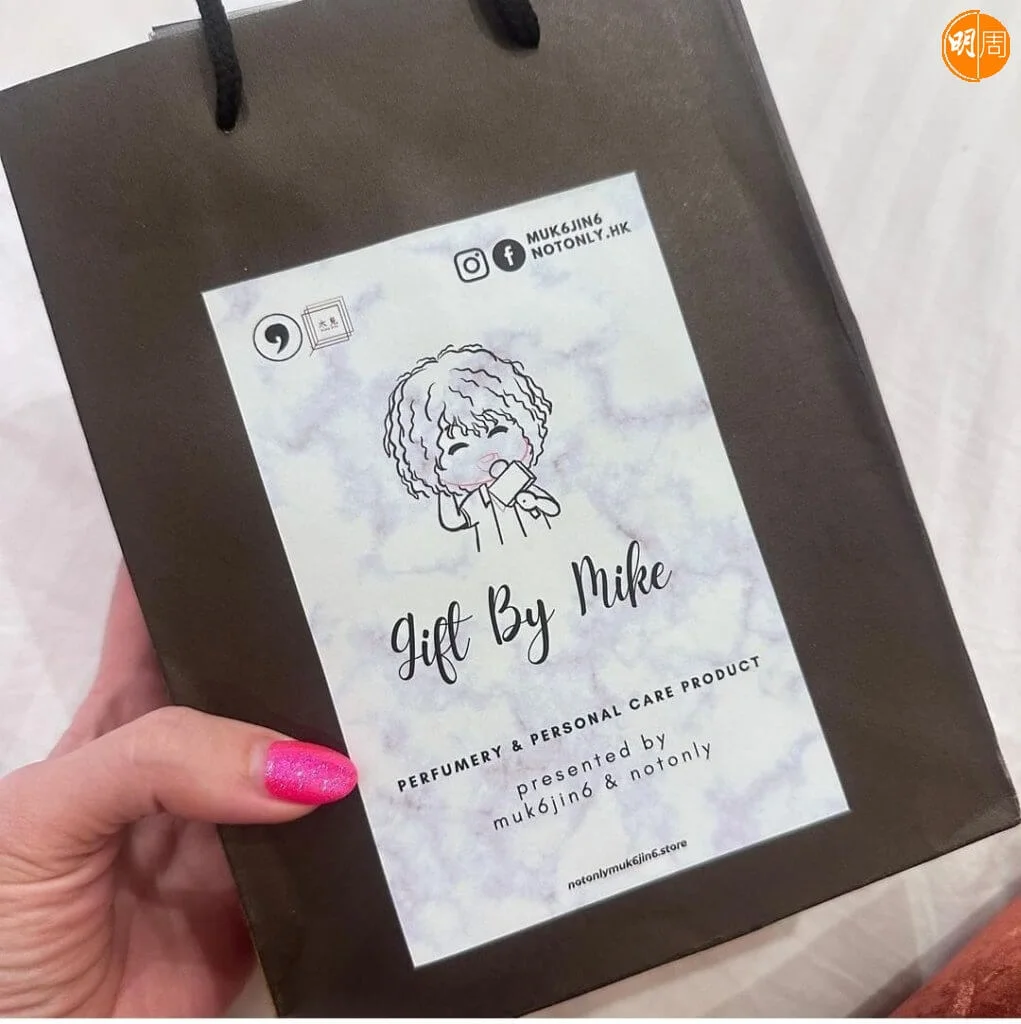 明周
MUK6JIN6
NOTONLY.HK
Gift By Mike
PERFUMERY & PERSONAL CARE PRODUCT
presented by
muk6jin6 & notonly
notonlymuk6jin6.store